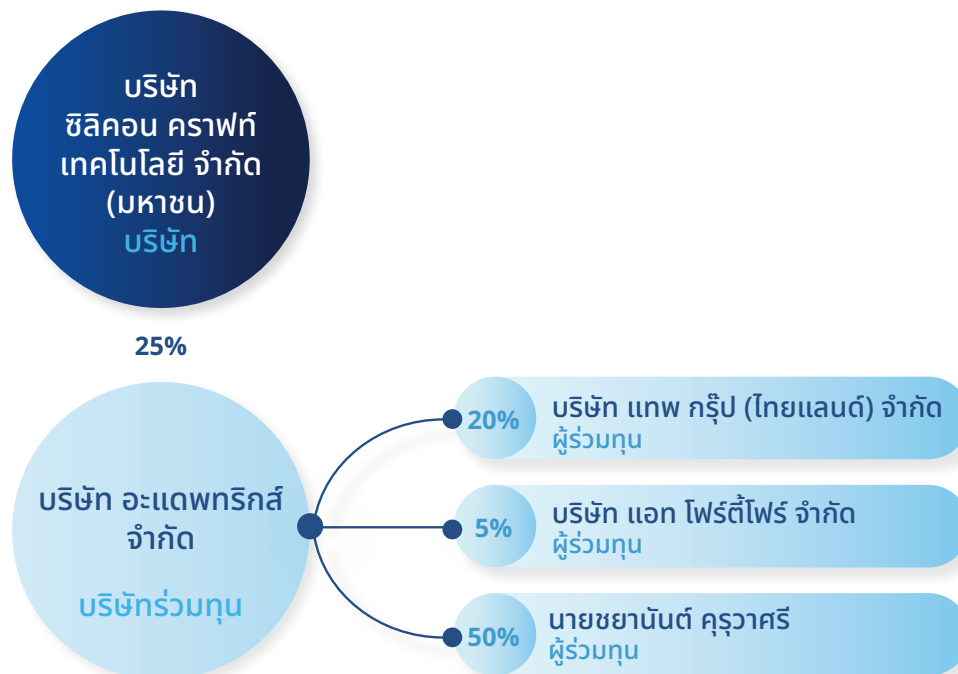 บริษัท
ซิลิคอน คราฟท์
เทคโนโลยี จำกัด
(มหาชน)
บริษัท
25%
บริษัท อะแดพทริกส์
จำกัด
บริษัทร่วมทุน
20%
บริษัท แทพ กรุ๊ป (ไทยแลนด์) จำกัด
ผู้ร่วมทุน
5%
บริษัท แอท โฟร์ตี้โฟร์ จำกัด
ผู้ร่วมทุน
50%
นายชยานันต์ คุรุวาศรี
ผู้ร่วมทุน